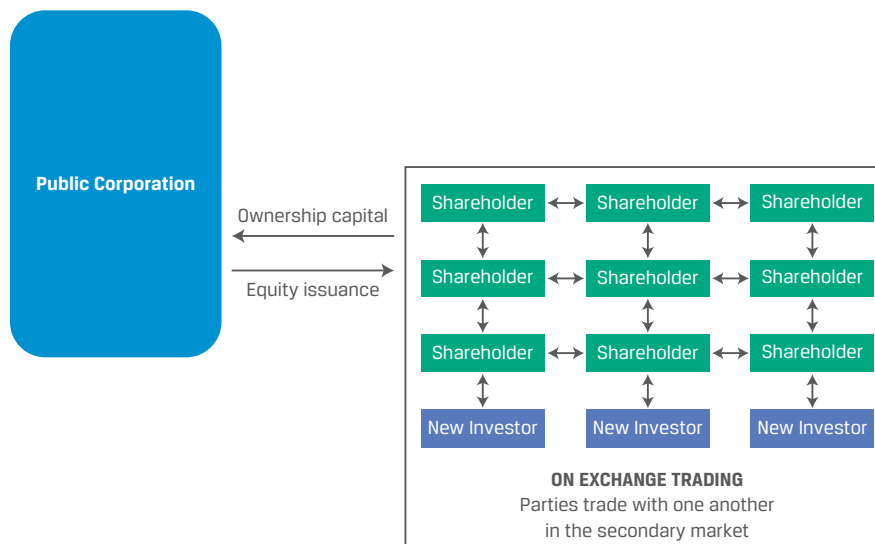 Public Corporation
Ownership capital
Equity issuance
Shareholder Shareholder Shareholder
Shareholder Shareholder Shareholder
Shareholder Shareholder Shareholder
New Investor New Investor New Investor
ON EXCHANGE TRADING
Parties trade with one another
in the secondary market